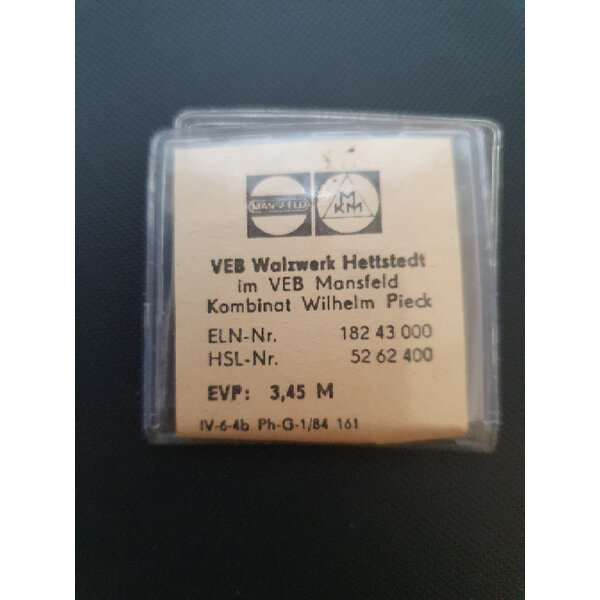 MANSFELD
M
KM
VEB Walzwerk Hettstedt
im VEB Mansfeld
Kombinat Wilhelm Pieck
ELN-Nr. 182 43 000
HSL-Nr. 52 62 400
EVP: 3,45 M
IV-6-4b Ph-G-1/84 161